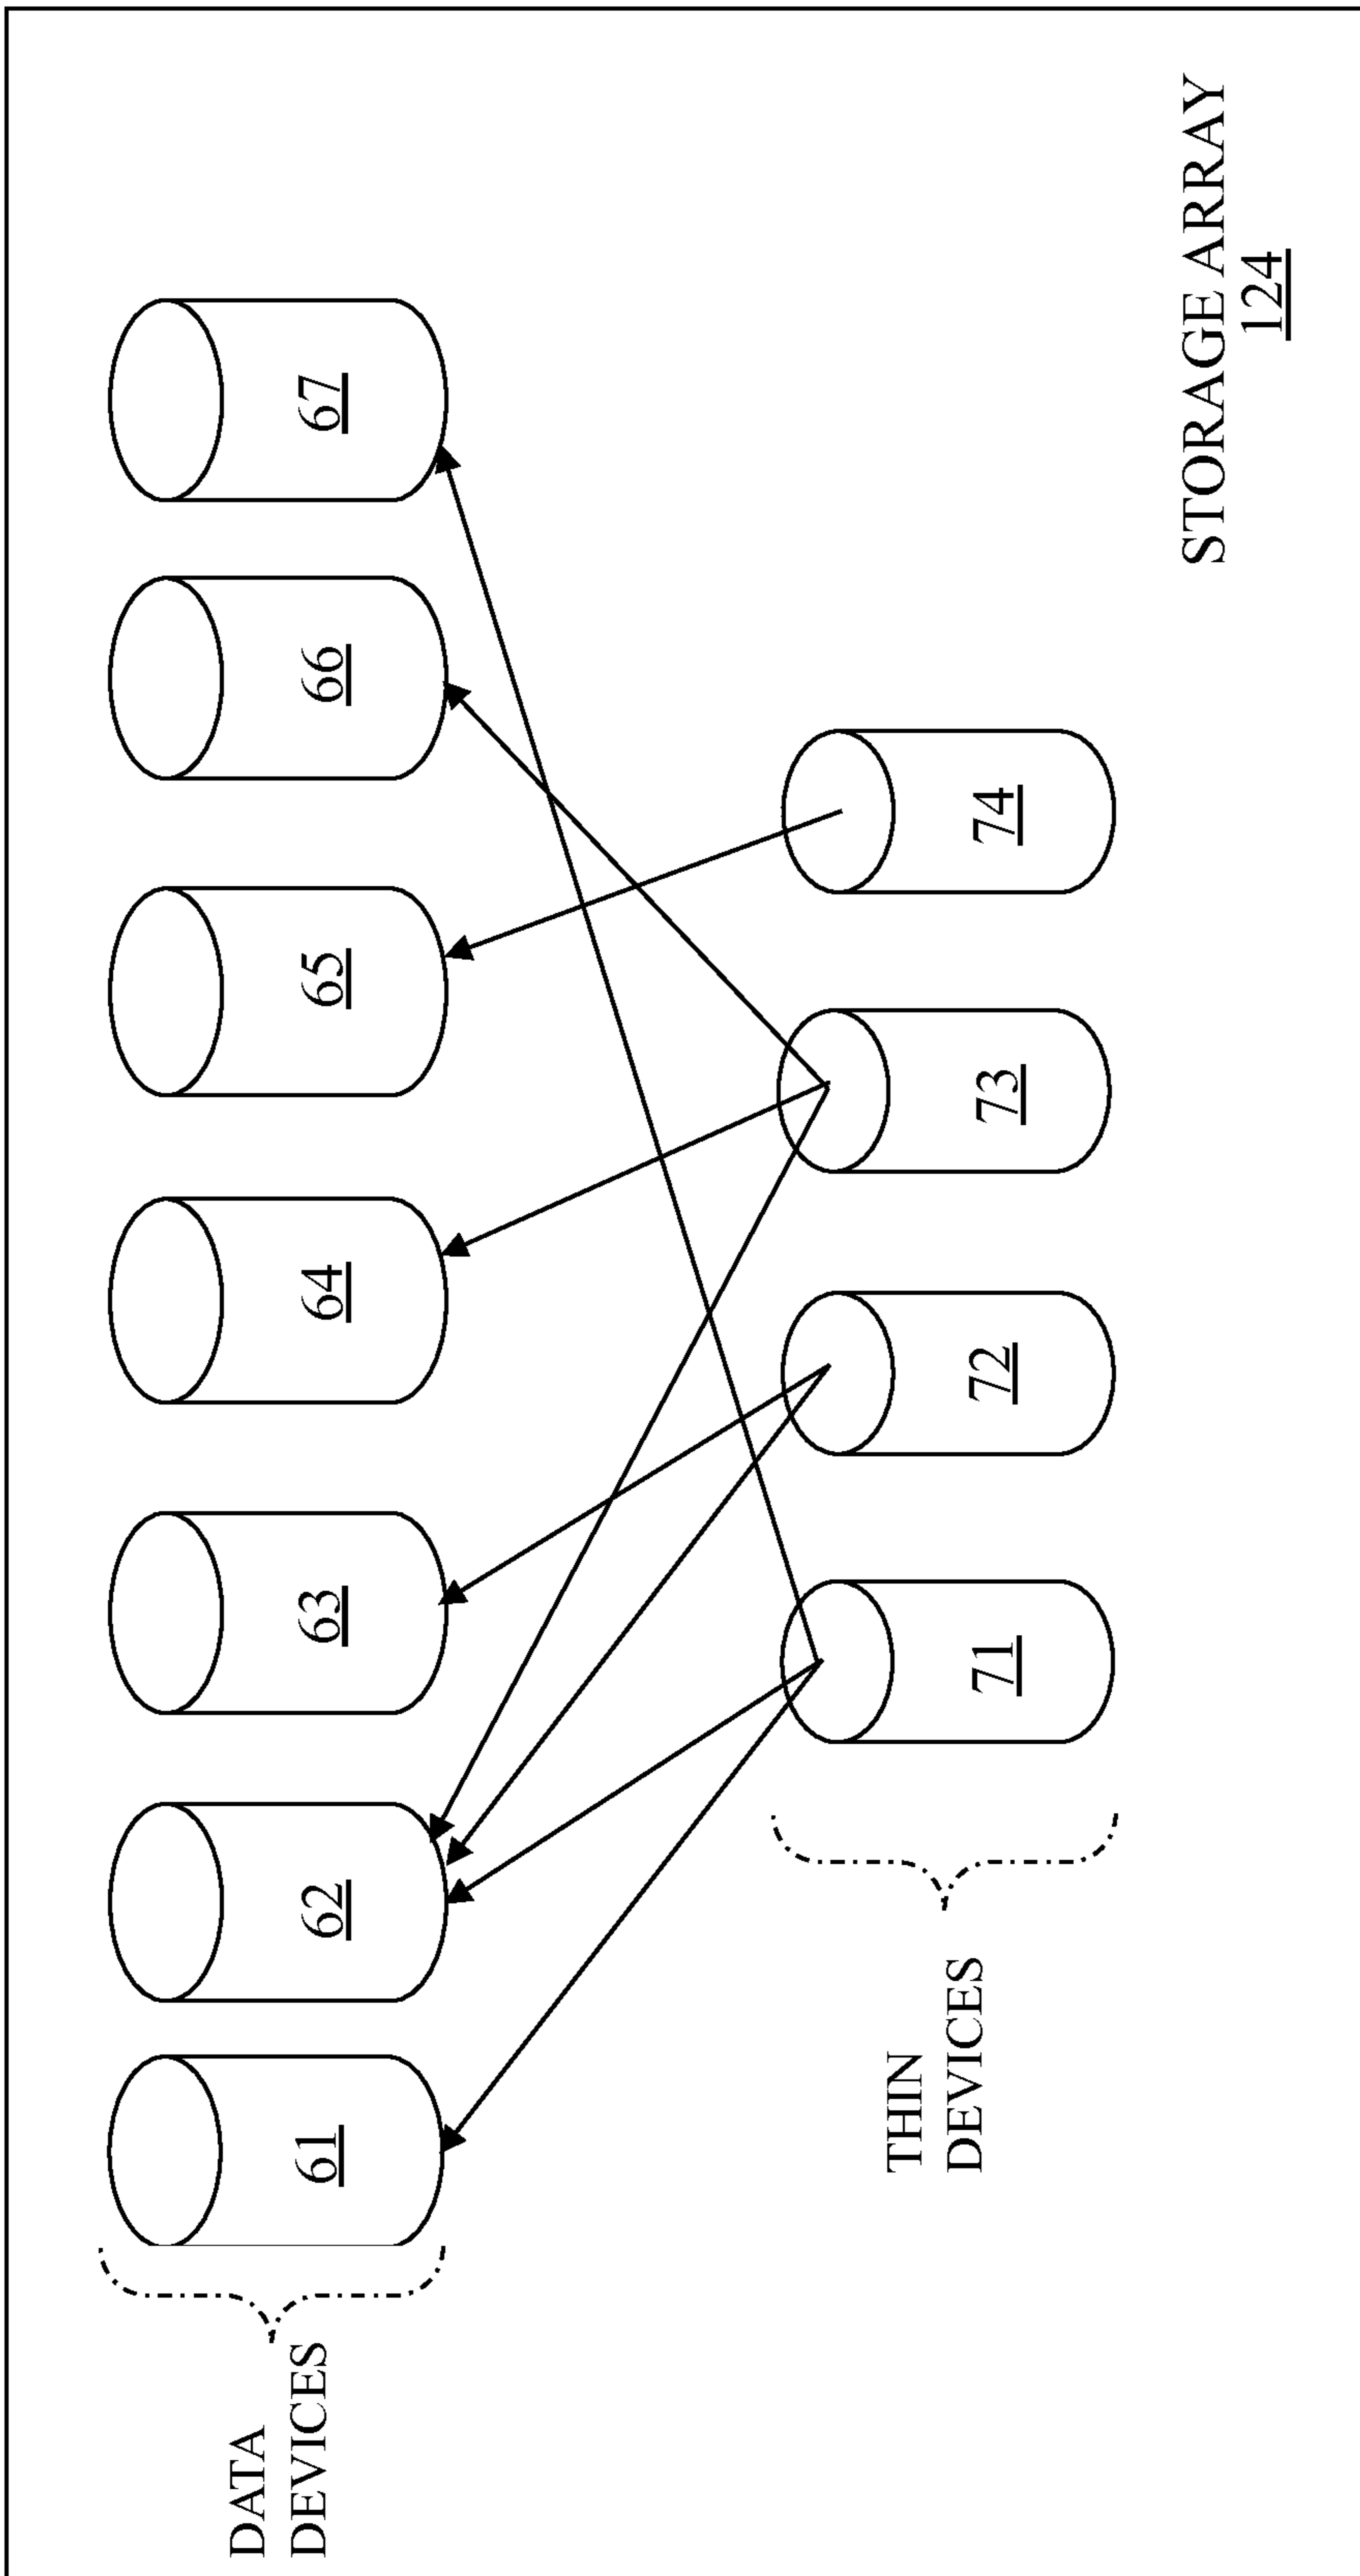 DATA
DEVICES
61
62
63
64
65
66
67
THIN
DEVICES
71
72
73
74
STORAGE ARRAY
124